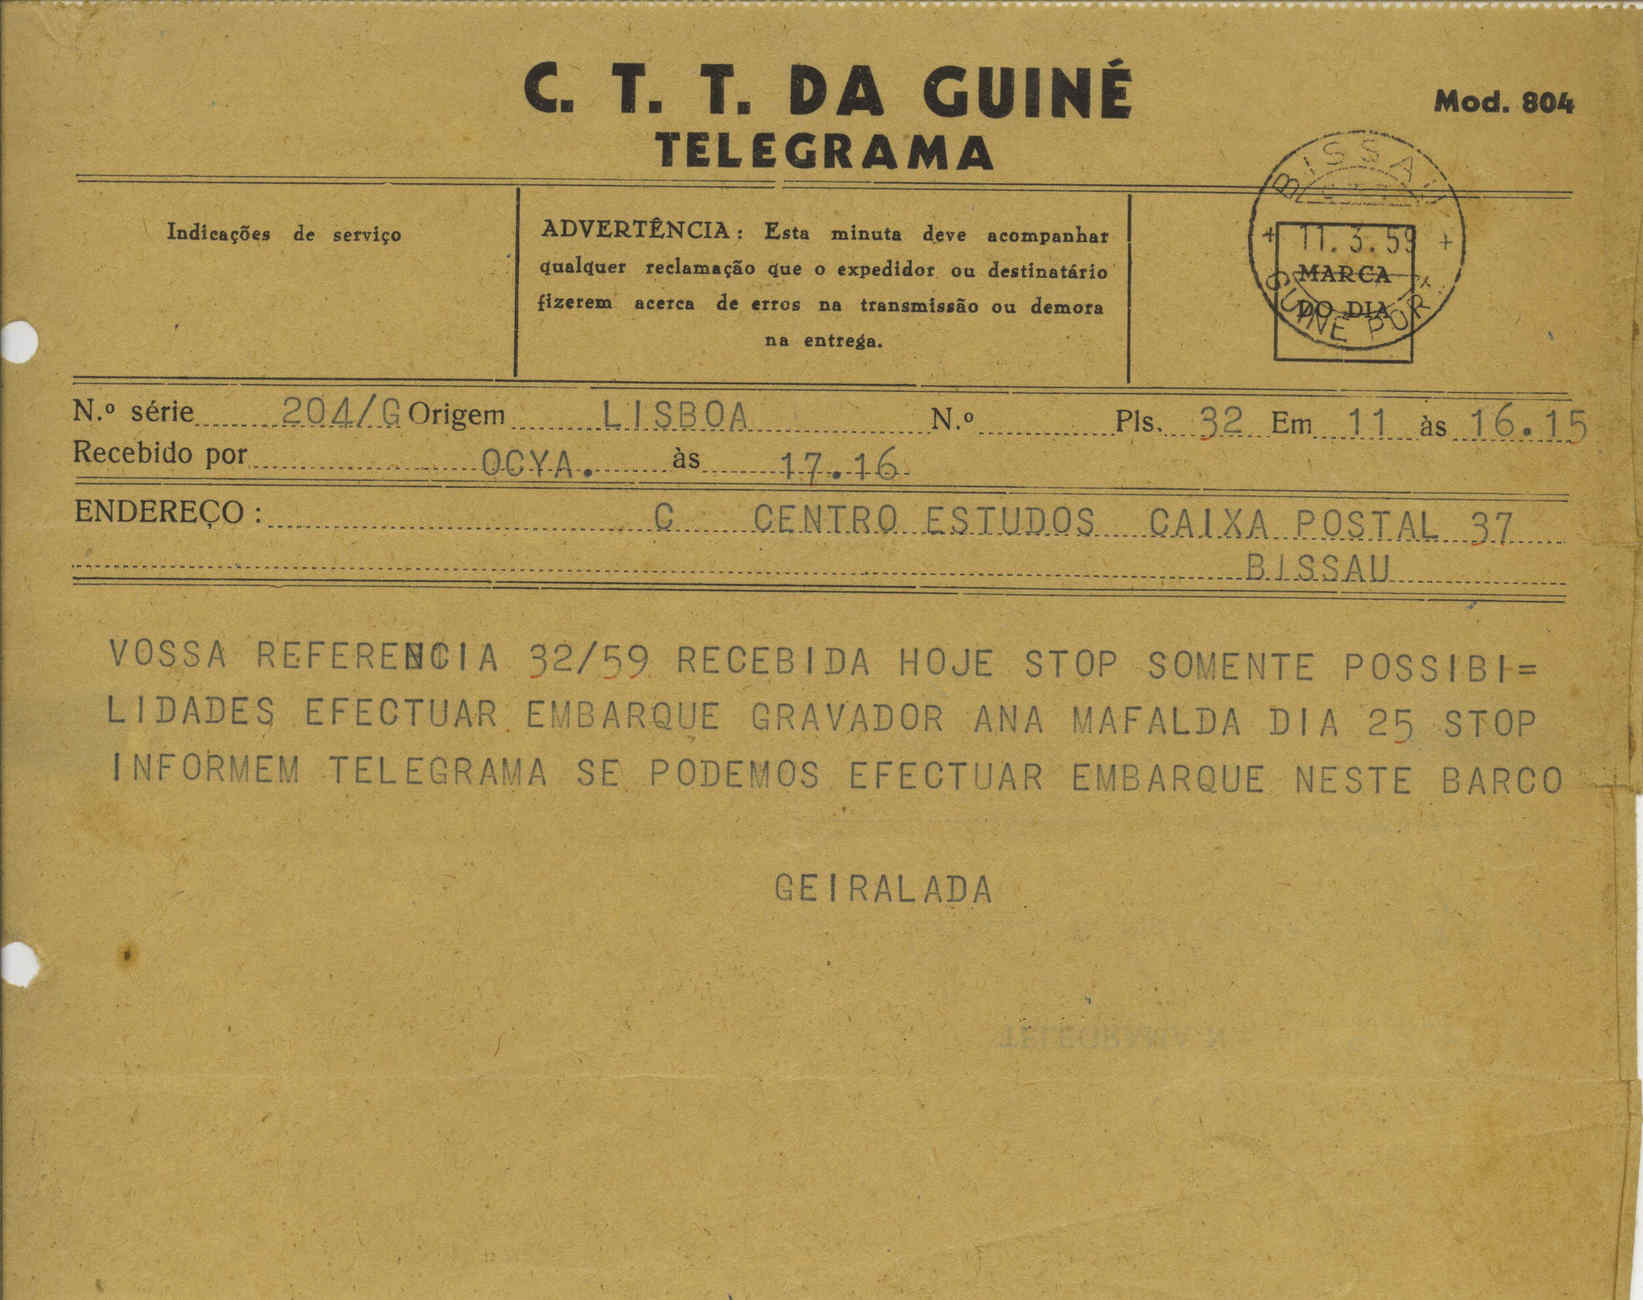 C. T. T. DA GUINÉ
Mod. 804
TELEGRAMA
Indicações de serviço
ADVERTÊNCIA: Esta minuta deve acompanhar
qualquer reclamação que o expedidor ou destinatário
fizerem acerca de erros na transmissão ou demora
na entrega.
BISSAU
11.3.59
MARCA
DO DIA
GUINÉ PORT
N.º série 204/G Origem LISBOA N.º Pls. 32 Em 11 às 16.15
Recebido por OCYA. às 17.16
ENDEREÇO: C CENTRO ESTUDOS CAIXA POSTAL 37
BISSAU
VOSSA REFERENCIA 32/59 RECEBIDA HOJE STOP SOMENTE POSSIBI=
LIDADES EFECTUAR EMBARQUE GRAVADOR ANA MAFALDA DIA 25 STOP
INFORMEM TELEGRAMA SE PODEMOS EFECTUAR EMBARQUE NESTE BARCO
GEIRALADA